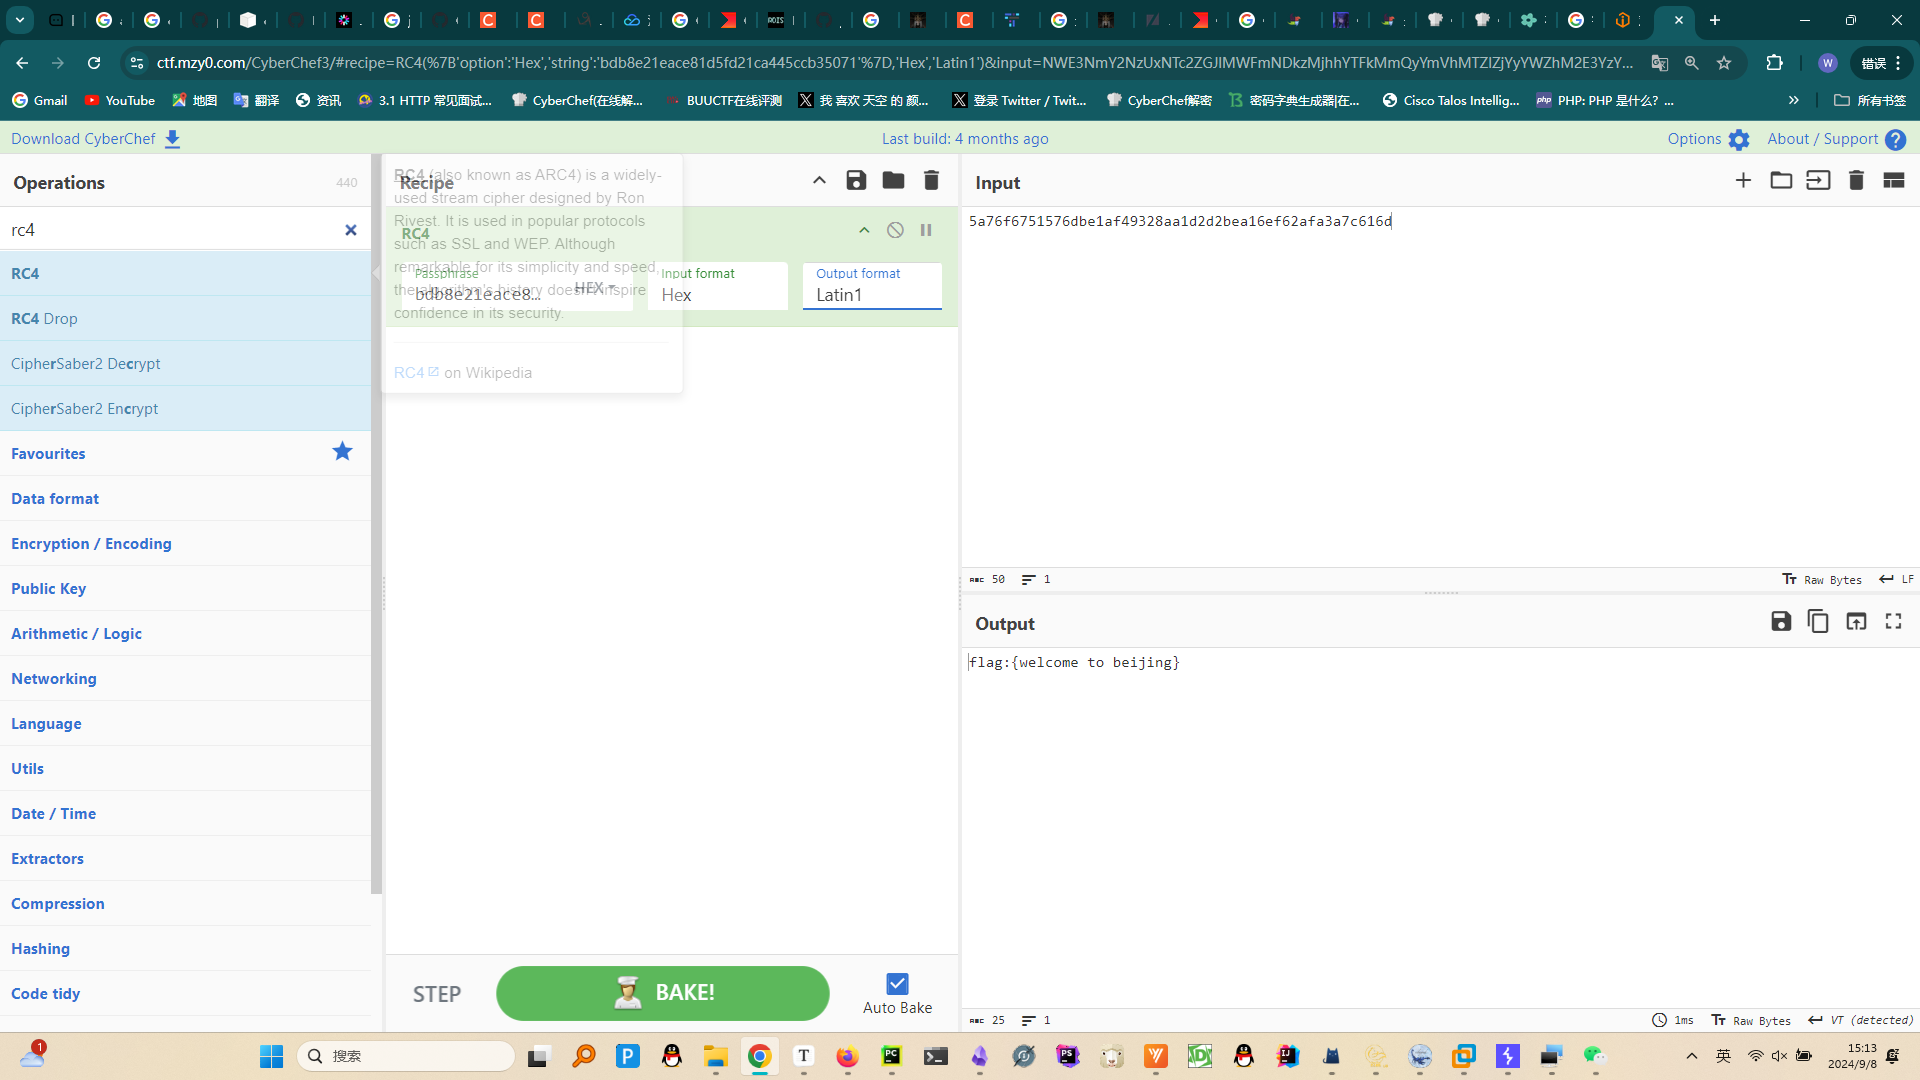 ctf.mzy0.com/CyberChef3/#recipe=RC4(%7B'option':'Hex','string':'bdb8e21eace81d5fd21ca445ccb35071'%7D,'Hex','Latin1')&input=NWE3NmY2NzUxNTc2ZGJlMWFmNDkzMjhhYTFkMmQyYmVhMTZlZjYyYWZhM2E3YzY...
错误
Gmail
YouTube
地图
翻译
资讯
3.1 HTTP 常见面试...
CyberChef(在线解...
BUUCTF在线评测
我 喜欢 天空 的 颜...
登录 Twitter / Twit...
CyberChef解密
密码字典生成器|在...
Cisco Talos Intellig...
PHP: PHP 是什么? ...
所有书签
Download CyberChef
Last build: 4 months ago
Options
About / Support
Operations
440
rc4
RC4
RC4 Drop
CipherSaber2 Decrypt
CipherSaber2 Encrypt
Favourites
Data format
Encryption / Encoding
Public Key
Arithmetic / Logic
Networking
Language
Utils
Date / Time
Extractors
Compression
Hashing
Code tidy
Recipe
RC4 (also known as ARC4) is a widely-
used stream cipher designed by Ron
Rivest. It is used in popular protocols
such as SSL and WEP. Although
remarkable for its simplicity and speed,
the algorithm's history doesn't inspire
confidence in its security.
RC4 on Wikipedia
RC4
Passphrase
bdb8e21eace8...
HEX
Input format
Hex
Output format
Latin1
STEP
BAKE!
Auto Bake
Input
5a76f6751576dbe1af49328aa1d2d2bea16ef62afa3a7c616d
50
1
Raw Bytes
LF
Output
flag:{welcome to beijing}
25
1
1ms
Raw Bytes
VT (detected)
1
搜索
英
15:13
2024/9/8